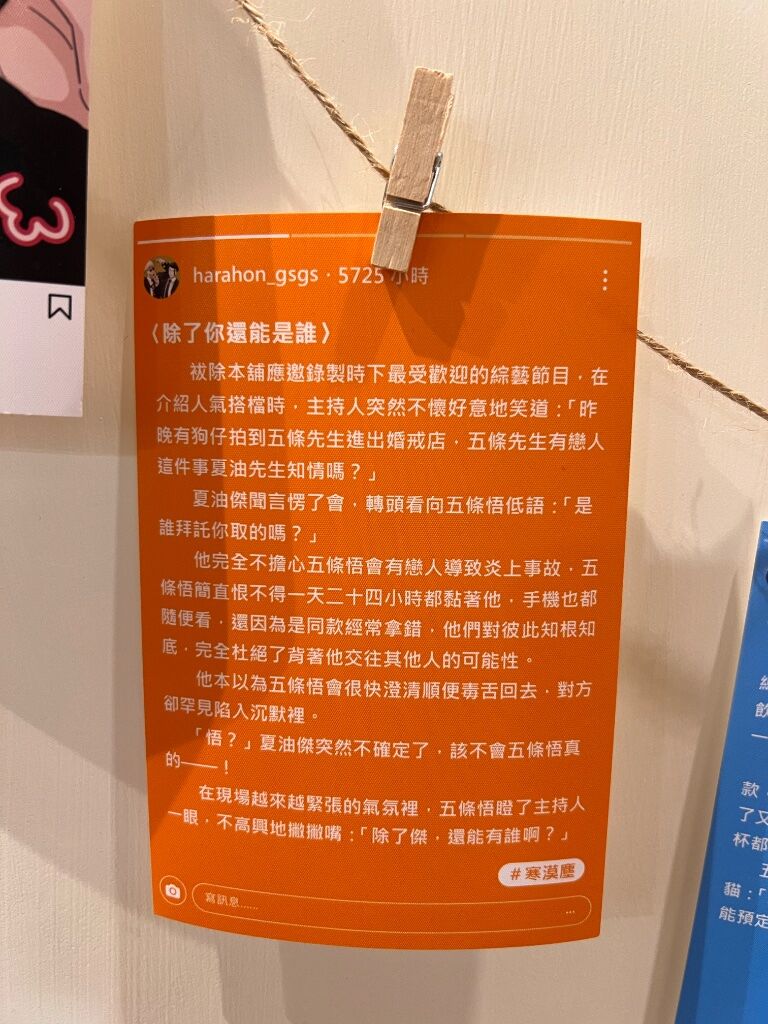 harahon_gsgs · 5725 小時
〈除了你還能是誰〉
祓除本舖應邀錄製時下最受歡迎的綜藝節目，在
介紹人氣搭檔時，主持人突然不懷好意地笑道：「昨
晚有狗仔拍到五條先生進出婚戒店，五條先生有戀人
這件事夏油先生知情嗎？」
夏油傑聞言愣了會，轉頭看向五條悟低語：「是
誰拜託你取的嗎？」
他完全不擔心五條悟會有戀人導致炎上事故，五
條悟簡直恨不得一天二十四小時都黏著他，手機也都
隨便看，還因為是同款經常拿錯，他們對彼此知根知
底，完全杜絕了背著他交往其他人的可能性。
他本以為五條悟會很快澄清順便毒舌回去，對方
卻罕見陷入沉默裡。
「悟？」夏油傑突然不確定了，該不會五條悟真
的——！
在現場越來越緊張的氣氛裡，五條悟瞪了主持人
一眼，不高興地撇撇嘴：「除了傑，還能有誰啊？」
#寒漠塵
寫訊息......
飲
款
了又
杯都
五
貓：「
能預定